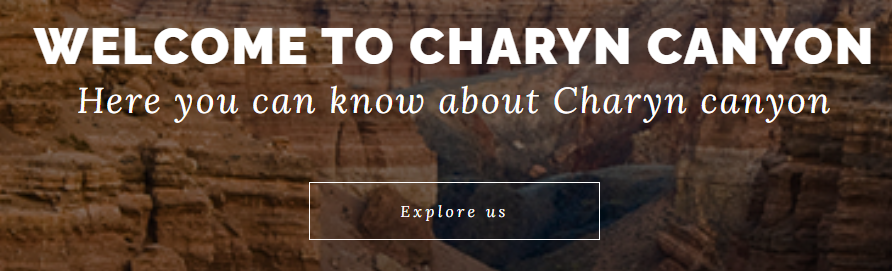 WELCOME TO CHARYN CANYON
Here you can know about Charyn canyon
Explore us